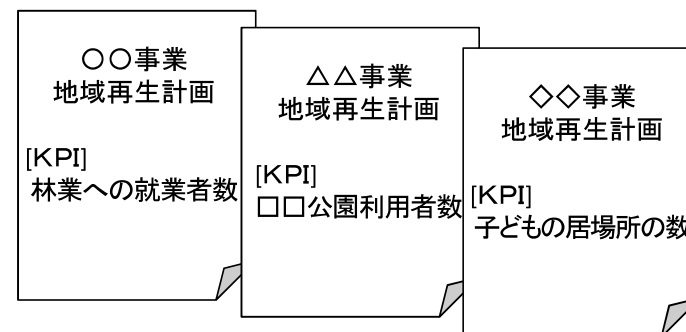 ○○事業
地域再生計画
[KPI]
林業への就業者数
△△事業
地域再生計画
[KPI]
□□公園利用者数
◇◇事業
地域再生計画
[KPI]
子どもの居場所の数